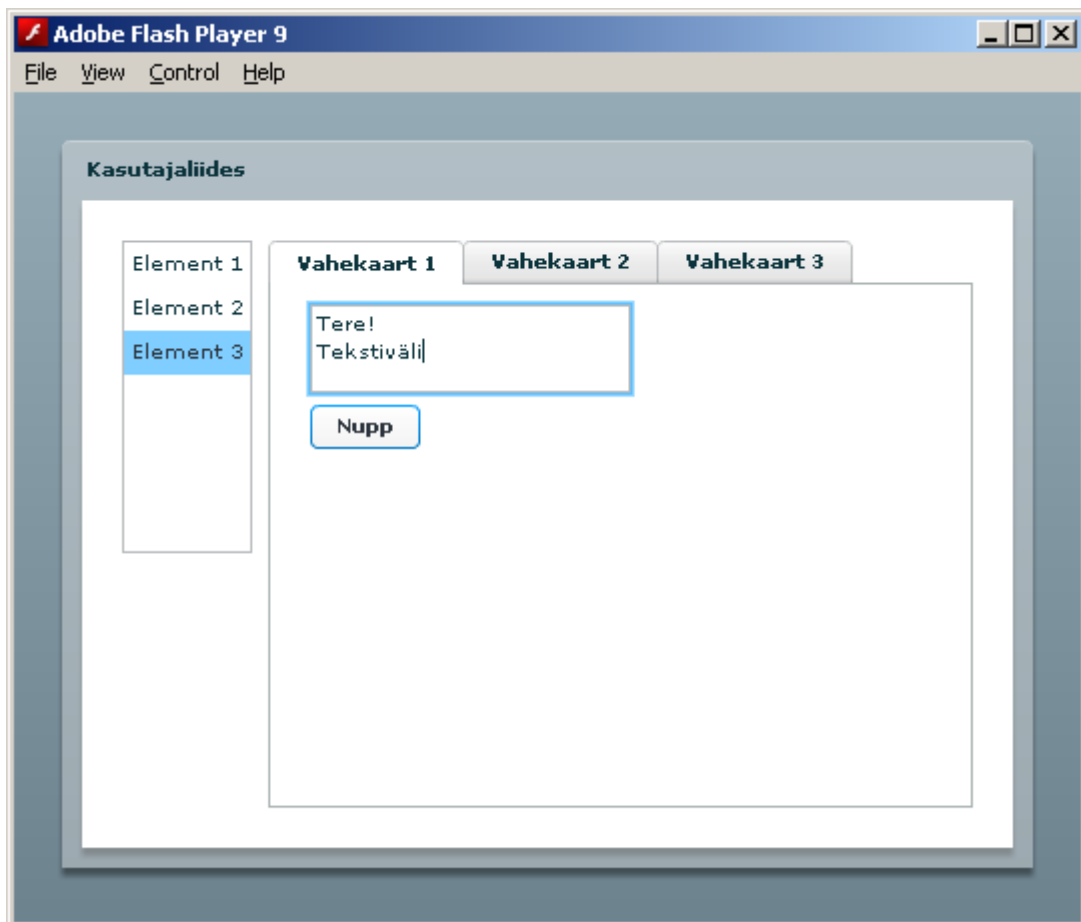 Adobe Flash Player 9
File View Control Help
Kasutajaliides
Element 1
Element 2
Element 3
Vahekaart 1 Vahekaart 2 Vahekaart 3
Tere!
Tekstiväli
Nupp